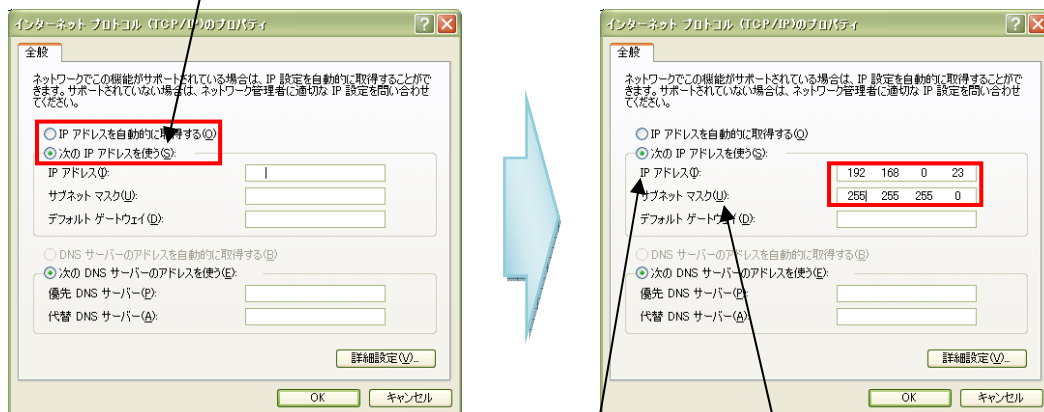 インターネット プロトコル (TCP/IP)のプロパティ
全般
ネットワークでこの機能がサポートされている場合は、IP 設定を自動的に取得することがで
きます。サポートされていない場合は、ネットワーク管理者に適切な IP 設定を問い合わせ
てください。
IP アドレスを自動的に取得する(O)
次の IP アドレスを使う(S):
IP アドレス(I):
サブネット マスク(U):
デフォルト ゲートウェイ(D):
DNS サーバーのアドレスを自動的に取得する(B)
次の DNS サーバーのアドレスを使う(E):
優先 DNS サーバー(P):
代替 DNS サーバー(A):
詳細設定(V)...
OK キャンセル
インターネット プロトコル (TCP/IP)のプロパティ
全般
ネットワークでこの機能がサポートされている場合は、IP 設定を自動的に取得することがで
きます。サポートされていない場合は、ネットワーク管理者に適切な IP 設定を問い合わせ
てください。
IP アドレスを自動的に取得する(O)
次の IP アドレスを使う(S):
IP アドレス(I): 192 168 0 23
サブネット マスク(U): 255 255 255 0
デフォルト ゲートウェイ(D):
DNS サーバーのアドレスを自動的に取得する(B)
次の DNS サーバーのアドレスを使う(E):
優先 DNS サーバー(P):
代替 DNS サーバー(A):
詳細設定(V)...
OK キャンセル